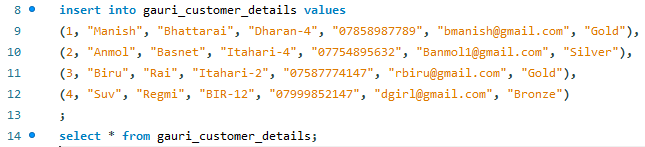 8 insert into gauri_customer_details values
9 (1, "Manish", "Bhattarai", "Dharan-4", "07858987789", "bmanish@gmail.com", "Gold"),
10 (2, "Anmol", "Basnet", "Itahari-4", "07754895632", "Banmol1@gmail.com", "Silver"),
11 (3, "Biru", "Rai", "Itahari-2", "07587774147", "rbiru@gmail.com", "Gold"),
12 (4, "Suv", "Regmi", "BIR-12", "07999852147", "dgirl@gmail.com", "Bronze")
13 ;
14 select * from gauri_customer_details;